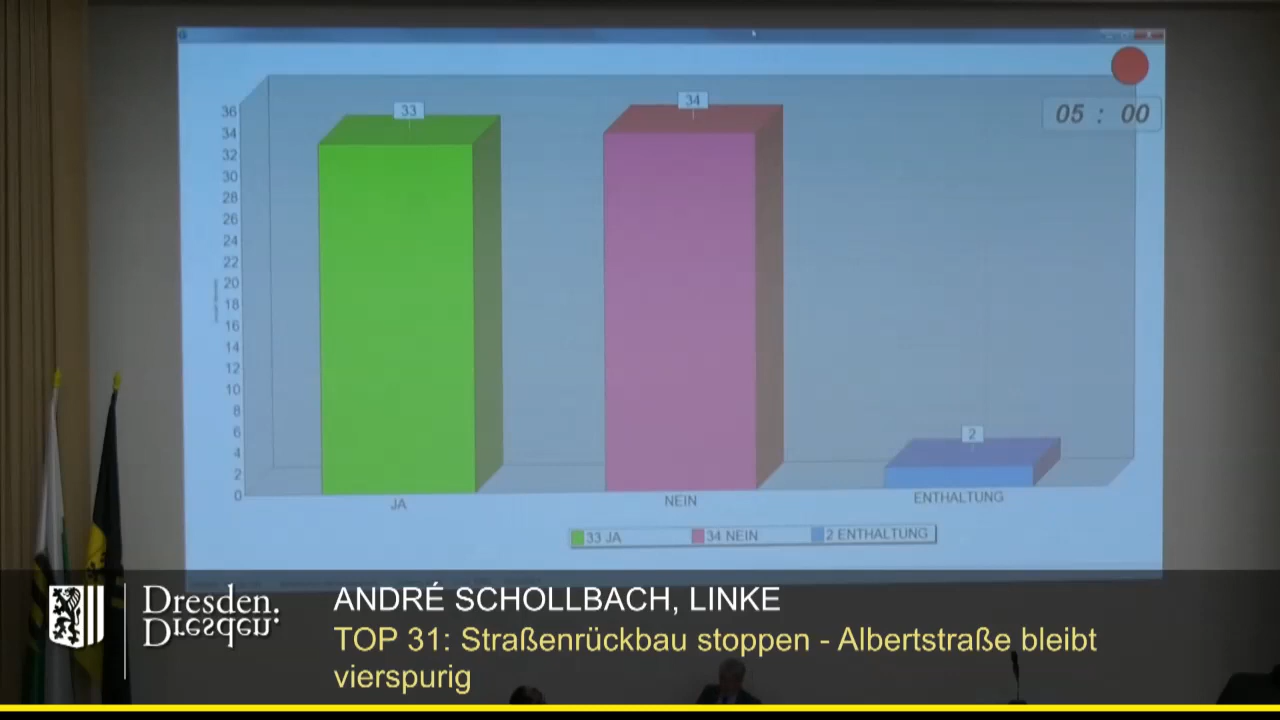 33
34
05 : 00
36
34
32
30
28
26
24
22
20
18
16
14
12
10
8
6
4
2
0
2
JA
NEIN
ENTHALTUNG
33 JA
34 NEIN
2 ENTHALTUNG
Dresden.
Dresden.
ANDRÉ SCHOLLBACH, LINKE
TOP 31: Straßenrückbau stoppen - Albertstraße bleibt
vierspurig